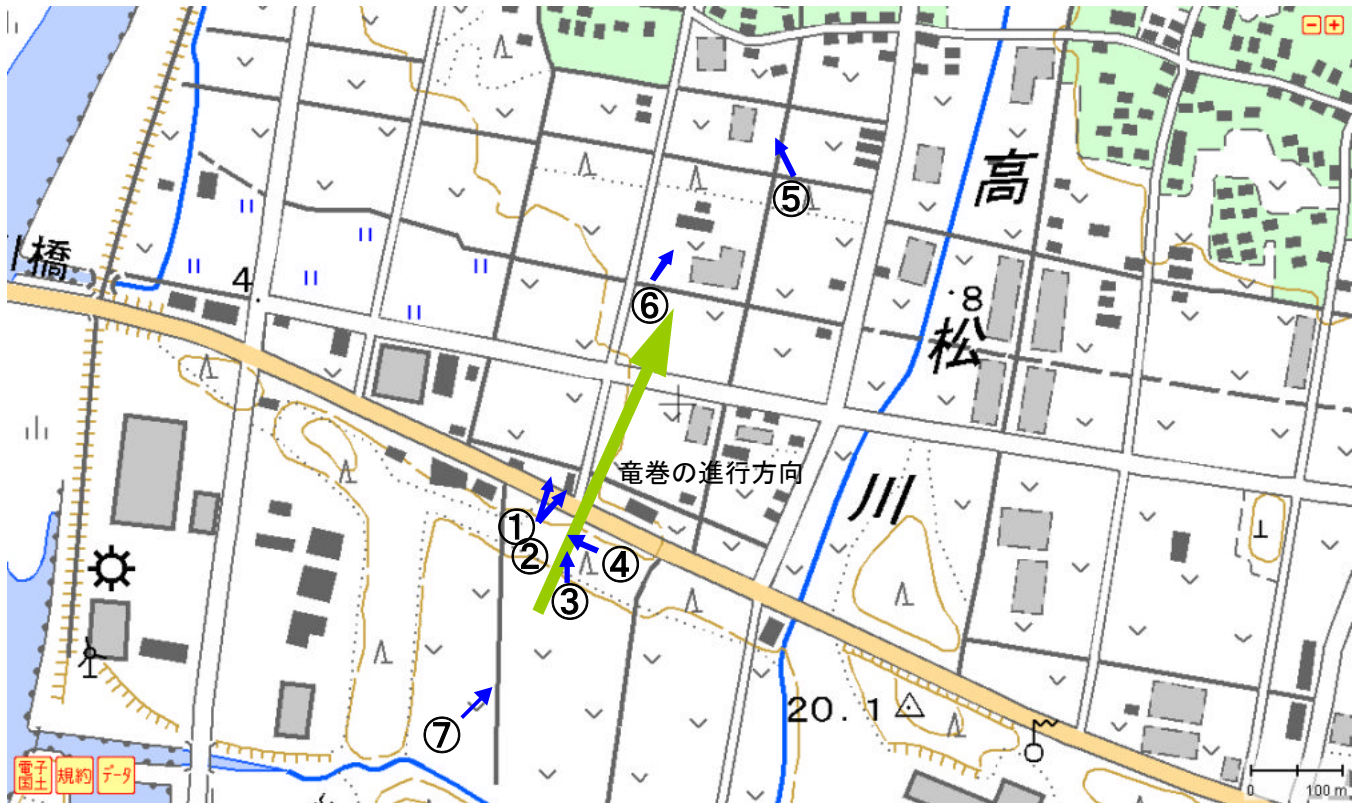 高
松
川
橋
4.
.8
20.1
竜巻の進行方向
⑤
⑥
①
②
④
③
⑦
電子国土
規約
データ
0 100m